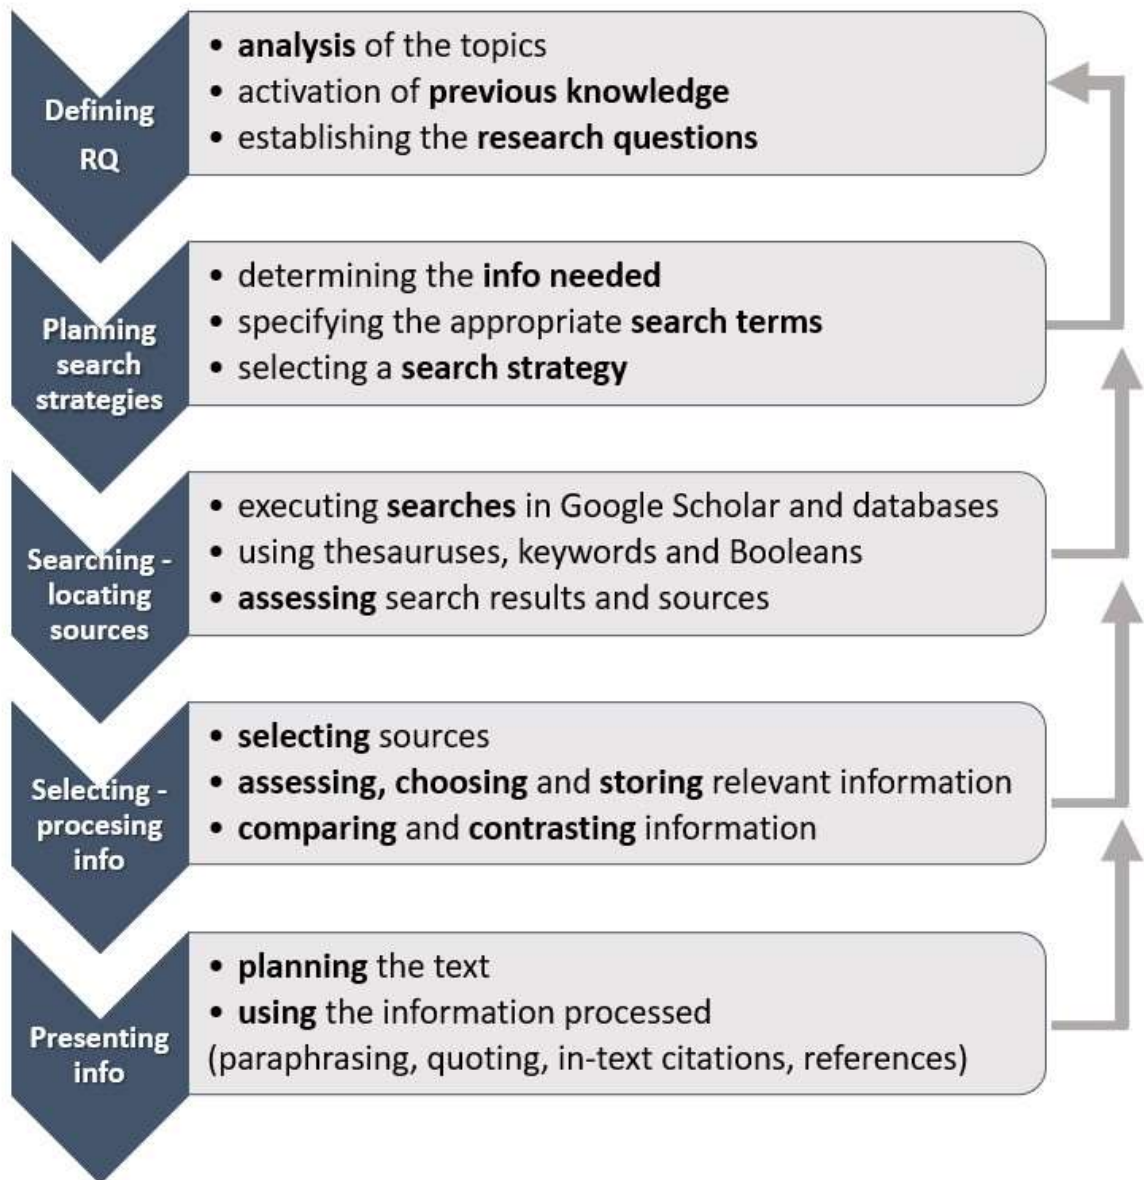 Defining
RQ
• analysis of the topics
• activation of previous knowledge
• establishing the research questions
Planning
search
strategies
• determining the info needed
• specifying the appropriate search terms
• selecting a search strategy
Searching -
locating
sources
• executing searches in Google Scholar and databases
• using thesauruses, keywords and Booleans
• assessing search results and sources
Selecting -
procesing
info
• selecting sources
• assessing, choosing and storing relevant information
• comparing and contrasting information
Presenting
info
• planning the text
• using the information processed
(paraphrasing, quoting, in-text citations, references)